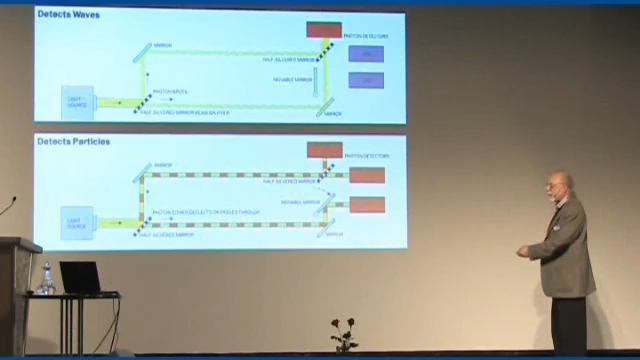 Detects Waves
PHOTON DETECTORS
MIRROR
HALF-SILVERED MIRROR
MOVABLE MIRROR
PHOTON SPLITS
LIGHT
SOURCE
HALF-SILVERED MIRROR BEAM SPLITTER
MIRROR
Detects Particles
PHOTON DETECTORS
MIRROR
HALF-SILVERED MIRROR
MOVABLE MIRROR
LIGHT
SOURCE
PHOTON EITHER DEFLECTS OR PASSES THROUGH
HALF-SILVERED MIRROR
MIRROR